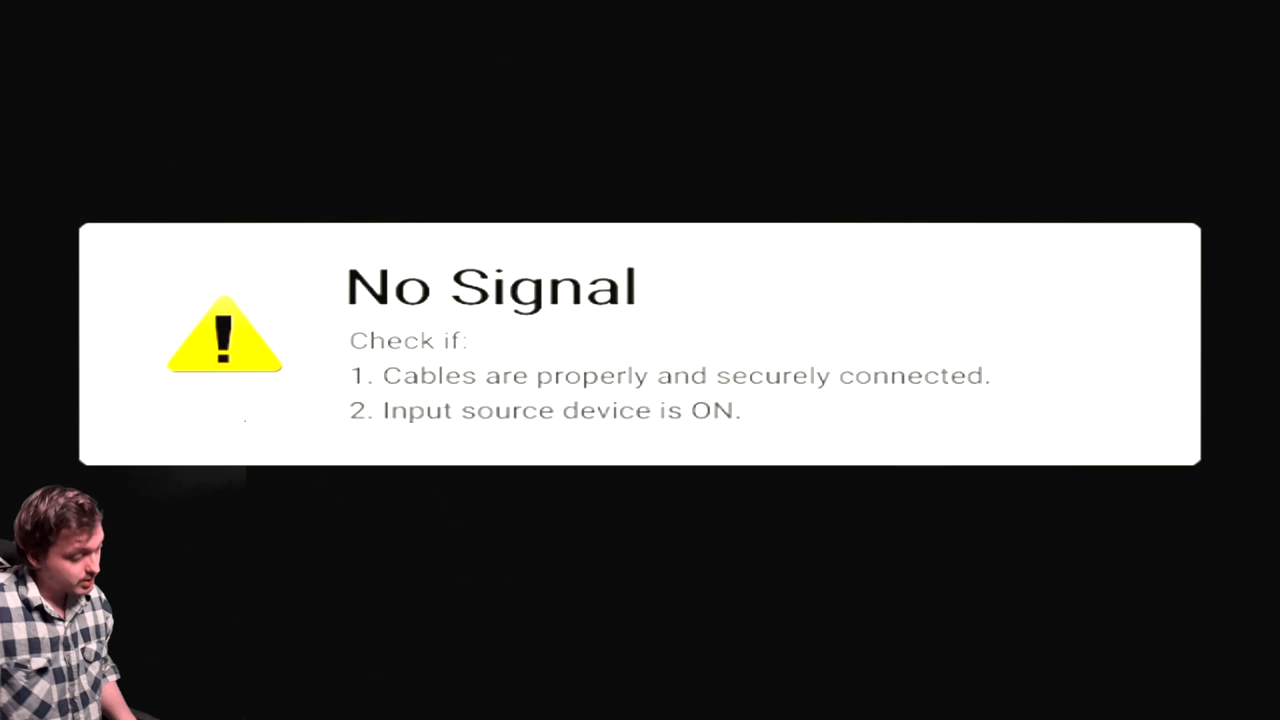 No Signal
Check if:
1. Cables are properly and securely connected.
2. Input source device is ON.